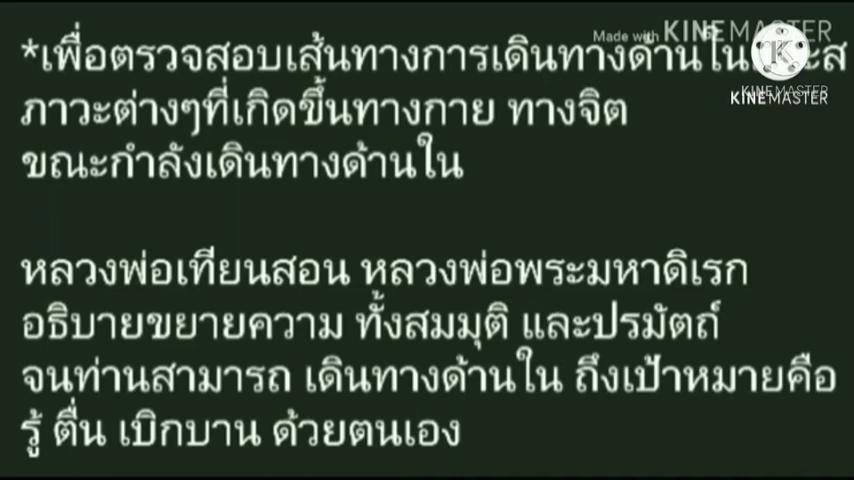 Made with KINEMASTER
*เพื่อตรวจสอบเส้นทางการเดินทางด้านใน
KINEMASTER
ภาวะต่างๆที่เกิดขึ้นทางกาย ทางจิต
ขณะกำลังเดินทางด้านใน
หลวงพ่อเทียนสอน หลวงพ่อพระมหาดิเรก
อธิบายขยายความ ทั้งสมมุติ และปรมัตถ์
จนท่านสามารถ เดินทางด้านใน ถึงเป้าหมายคือ
รู้ ตื่น เบิกบาน ด้วยตนเอง